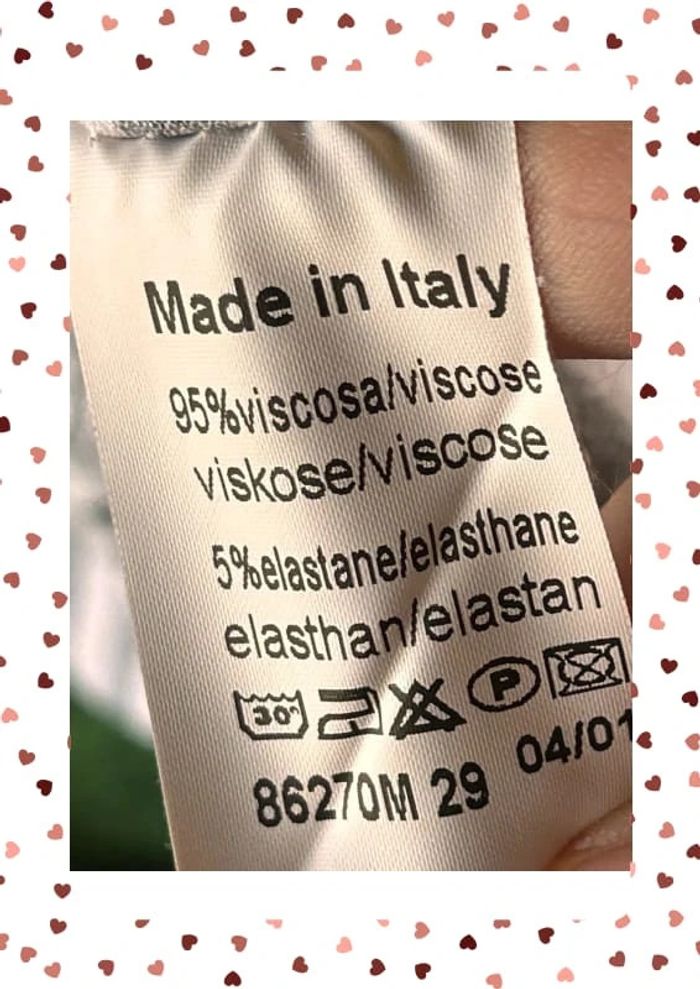 Made in Italy
95%viscosa/viscose
viskose/viscose
5%elastane/elasthane
elasthan/elastan
30°
P
86270M 29 04/01